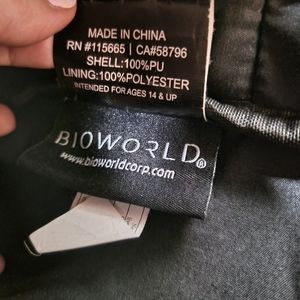 MADE IN CHINA
RN #115665 | CA#58796
SHELL:100%PU
LINING:100%POLYESTER
INTENDED FOR AGES 14 & UP
BIOWORLD®
www.bioworldcorp.com